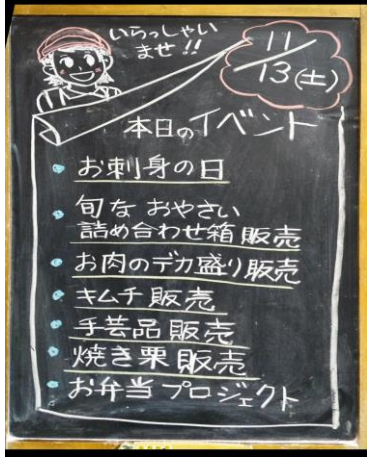 いらっしゃい
ませ!!
11/13(土)
本日のイベント
お刺身の日
旬な おやさい
詰め合わせ箱販売
お肉のデカ盛り販売
キムチ販売
手芸品販売
焼き栗販売
お弁当プロジェクト